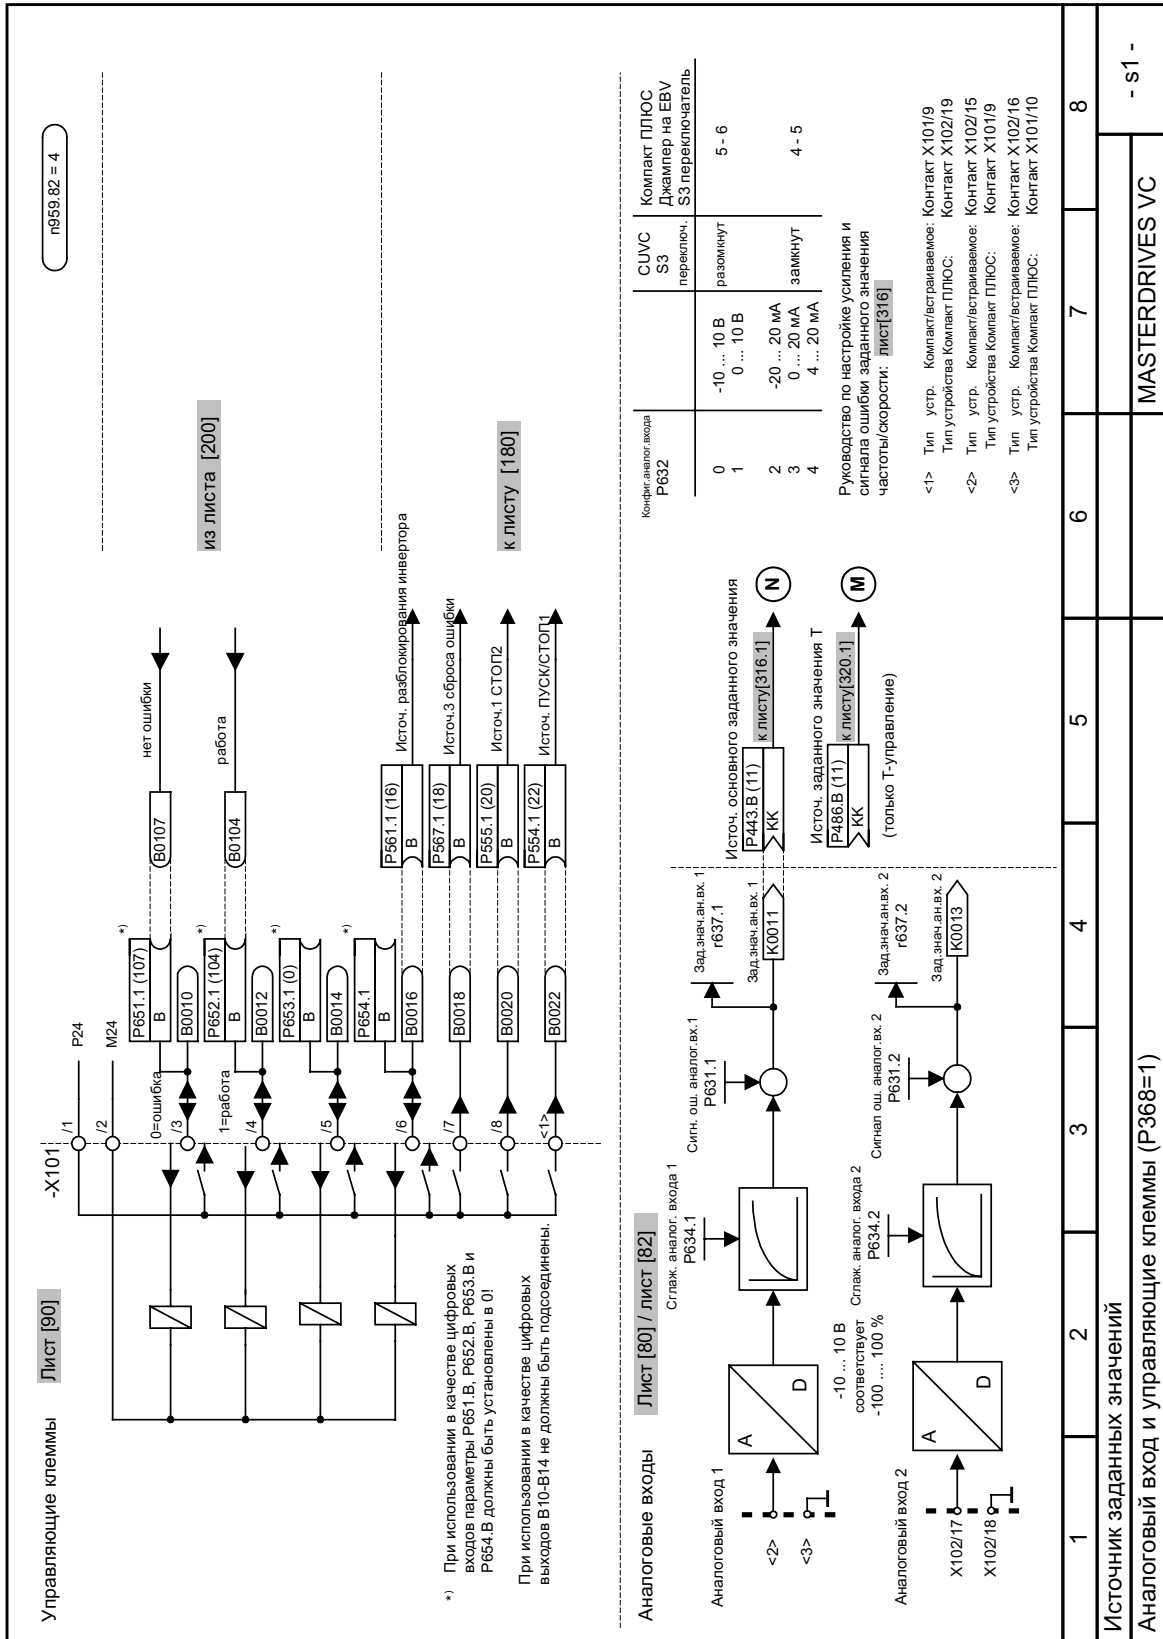 n959.82 = 4
Управляющие клеммы
Лист [90]
-X101
/1
P24
/2
M24
0=ошибка
/3
P651.1 (107)
*)
B
B0010
B0107
нет ошибки
1=работа
/4
P652.1 (104)
*)
B
B0012
B0104
работа
из листа [200]
/5
P653.1 (0)
*)
B
B0014
/6
P654.1
*)
B
B0016
P561.1 (16)
B
Источ. разблокирования инвертора
/7
B0018
P567.1 (18)
B
Источ.3 сброса ошибки
/8
B0020
P555.1 (20)
B
Источ.1 СТОП2
<1>
B0022
P554.1 (22)
B
Источ. ПУСК/СТОП1
к листу [180]
*) При использовании в качестве цифровых
входов параметры P651.B, P652.B, P653.B и
P654.B должны быть установлены в 0!
При использовании в качестве цифровых
выходов B10-B14 не должны быть подсоединены.
Аналоговые входы
Лист [80] / лист [82]
Аналоговый вход 1
<2>
<3>
A
D
-10 ... 10 В
соответствует
-100 ..... 100 %
Сглаж. аналог. входа 1
P634.1
Сигн. ош. аналог.вх.1
P631.1
Зад.знач.ан.вх. 1
r637.1
Зад.знач.ан.вх. 1
K0011
Источ. основного заданного значения
P443.B (11)
КК
к листу[316.1]
N
Аналоговый вход 2
X102/17
X102/18
A
D
Сглаж. аналог. входа 2
P634.2
Сигнал ош. аналог.вх. 2
P631.2
Зад.знач.ан.вх. 2
r637.2
Зад.знач.ан.вх. 2
K0013
Источ. заданного значения T
P486.B (11)
КК
к листу[320.1]
M
(только Т-управление)
Конфиг.аналог.входа
P632
CUVC
S3
переключ.
Компакт ПЛЮС
Джампер на EBV
S3 переключатель
0 -10 ... 10 В разомкнут 5 - 6
1 0 ... 10 В
2 -20 ... 20 мА
3 0 ... 20 мА замкнут 4 - 5
4 4 ... 20 мА
Руководство по настройке усиления и
сигнала ошибки заданного значения
частоты/скорости: лист[316]
<1> Тип устр. Компакт/встраиваемое: Контакт X101/9
Тип устройства Компакт ПЛЮС: Контакт X102/19
<2> Тип устр. Компакт/встраиваемое: Контакт X102/15
Тип устройства Компакт ПЛЮС: Контакт X101/9
<3> Тип устр. Компакт/встраиваемое: Контакт X102/16
Тип устройства Компакт ПЛЮС: Контакт X101/10
1 2 3 4 5 6 7 8
Источник заданных значений
Аналоговый вход и управляющие клеммы (P368=1)
MASTERDRIVES VC
- s1 -